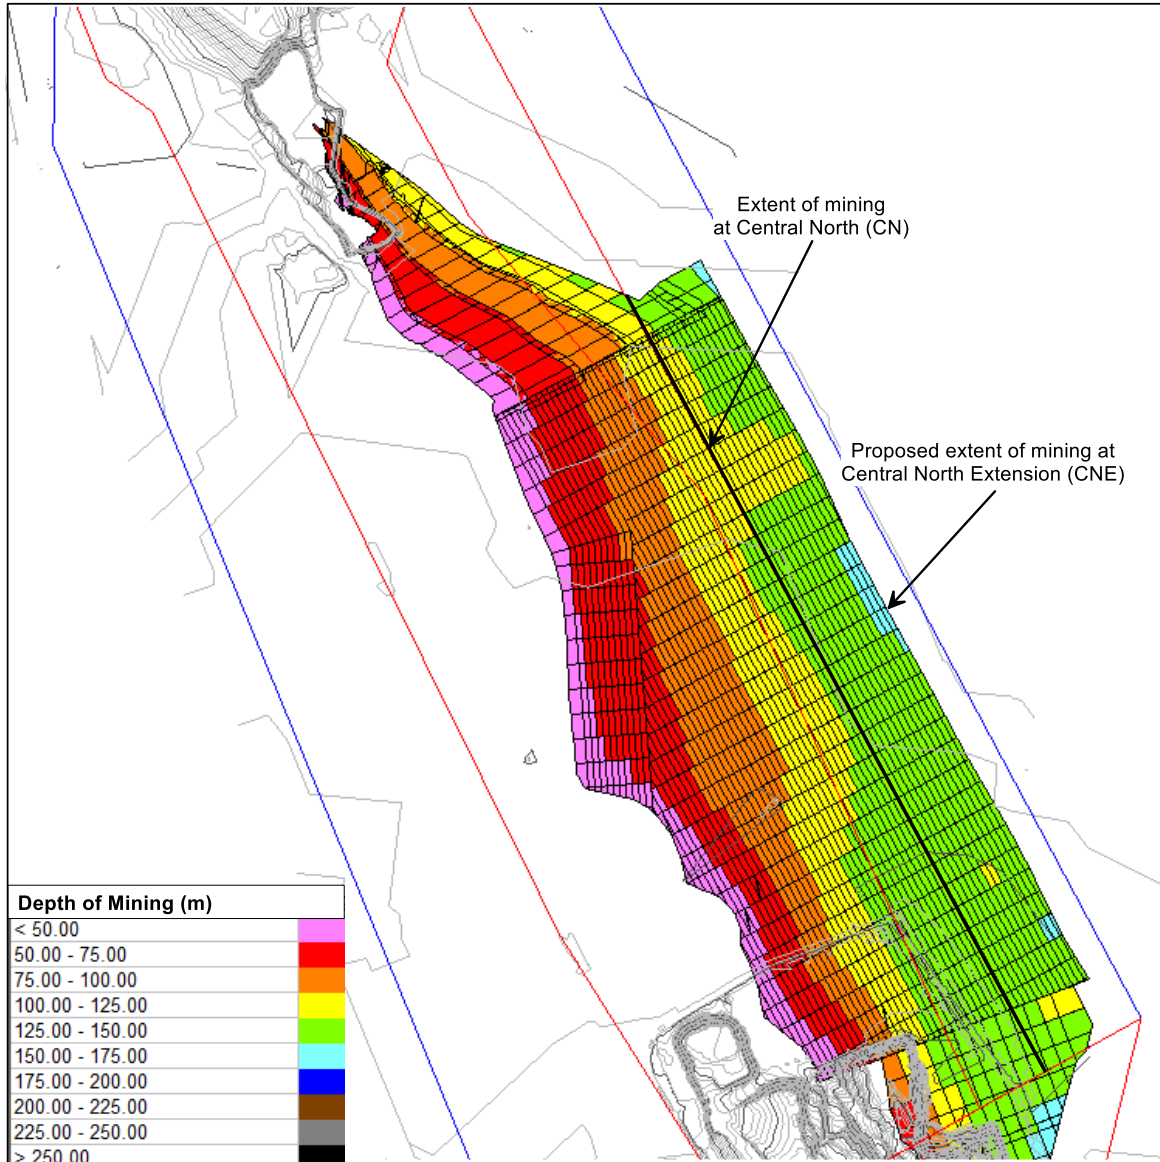 Extent of mining
at Central North (CN)
Proposed extent of mining at
Central North Extension (CNE)
Depth of Mining (m)
< 50.00
50.00 - 75.00
75.00 - 100.00
100.00 - 125.00
125.00 - 150.00
150.00 - 175.00
175.00 - 200.00
200.00 - 225.00
225.00 - 250.00
> 250.00